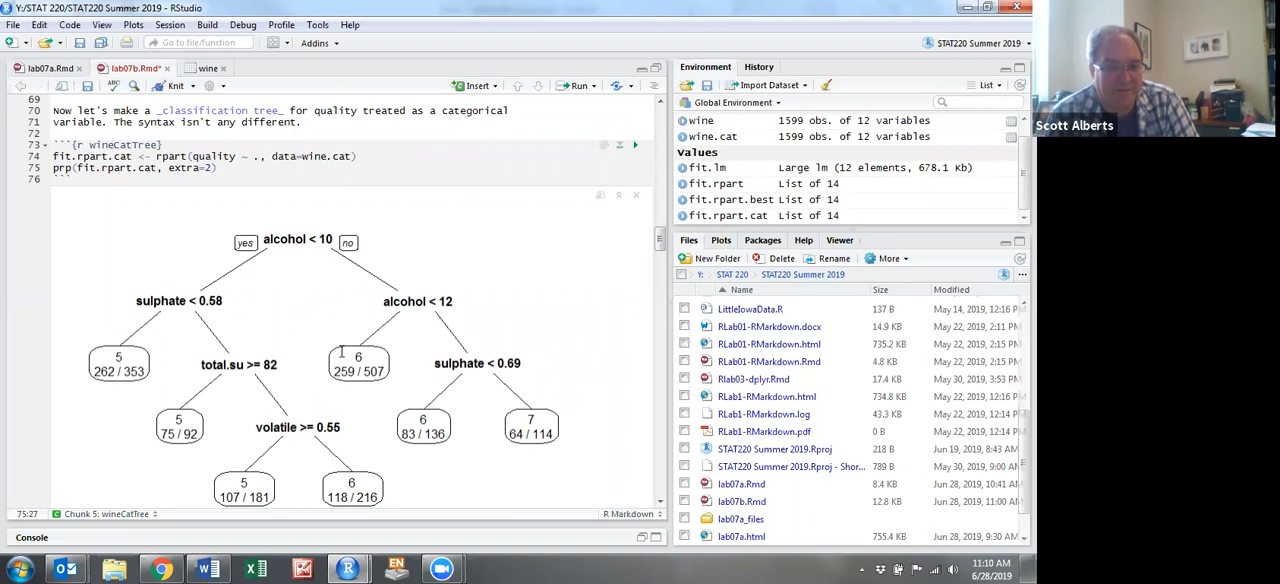 Y:/STAT 220/STAT220 Summer 2019 - RStudio
File Edit Code View Plots Session Build Debug Profile Tools Help
Go to file/function Addins STAT220 Summer 2019
lab07a.Rmd lab07b.Rmd* wine
Knit Insert Run
69
70 Now let's make a _classification tree_ for quality treated as a categorical
71 variable. The syntax isn't any different.
72
73 ```{r wineCatTree}
74 fit.rpart.cat <- rpart(quality ~ ., data=wine.cat)
75 prp(fit.rpart.cat, extra=2)
76 ```
yes alcohol < 10 no
sulphate < 0.58 alcohol < 12
5 262 / 353
total.su >= 82
6 259 / 507
sulphate < 0.69
5 75 / 92
volatile >= 0.55
6 83 / 136
7 64 / 114
5 107 / 181
6 118 / 216
75:27 Chunk 5: wineCatTree R Markdown
Console
Environment History
Import Dataset List
Global Environment
wine 1599 obs. of 12 variables
wine.cat 1599 obs. of 12 variables
Values
fit.lm Large lm (12 elements, 678.1 Kb)
fit.rpart List of 14
fit.rpart.best List of 14
fit.rpart.cat List of 14
Files Plots Packages Help Viewer
New Folder Delete Rename More
Y: STAT 220 STAT220 Summer 2019
Name Size Modified
LittleIowaData.R 137 B May 14, 2019, 12:16 P
RLab01-RMarkdown.docx 14.9 KB May 22, 2019, 2:11 PM
RLab01-RMarkdown.html 735.2 KB May 22, 2019, 2:15 PM
RLab01-RMarkdown.Rmd 4.8 KB May 22, 2019, 2:15 PM
Rlab03-dplyr.Rmd 17.4 KB May 30, 2019, 3:53 PM
RLab1-RMarkdown.html 734.8 KB May 22, 2019, 12:16 P
RLab1-RMarkdown.log 43.3 KB May 22, 2019, 12:14 P
RLab1-RMarkdown.pdf 0 B May 22, 2019, 12:14 P
STAT220 Summer 2019.Rproj 218 B Jun 19, 2019, 8:43 AM
STAT220 Summer 2019.Rproj - Shor... 789 B May 30, 2019, 9:00 AM
lab07a.Rmd 8.4 KB Jun 28, 2019, 10:41 A
lab07b.Rmd 12.8 KB Jun 28, 2019, 11:00 A
lab07a_files
lab07a.html 755.4 KB Jun 28, 2019, 9:30 AM
Scott Alberts
EN
11:10 AM
6/28/2019